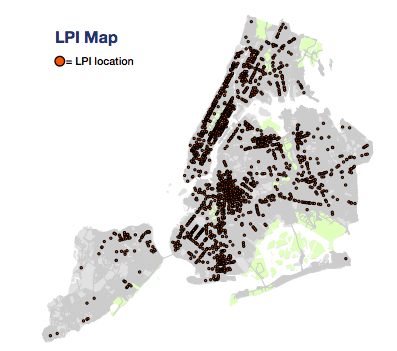 LPI Map
= LPI location